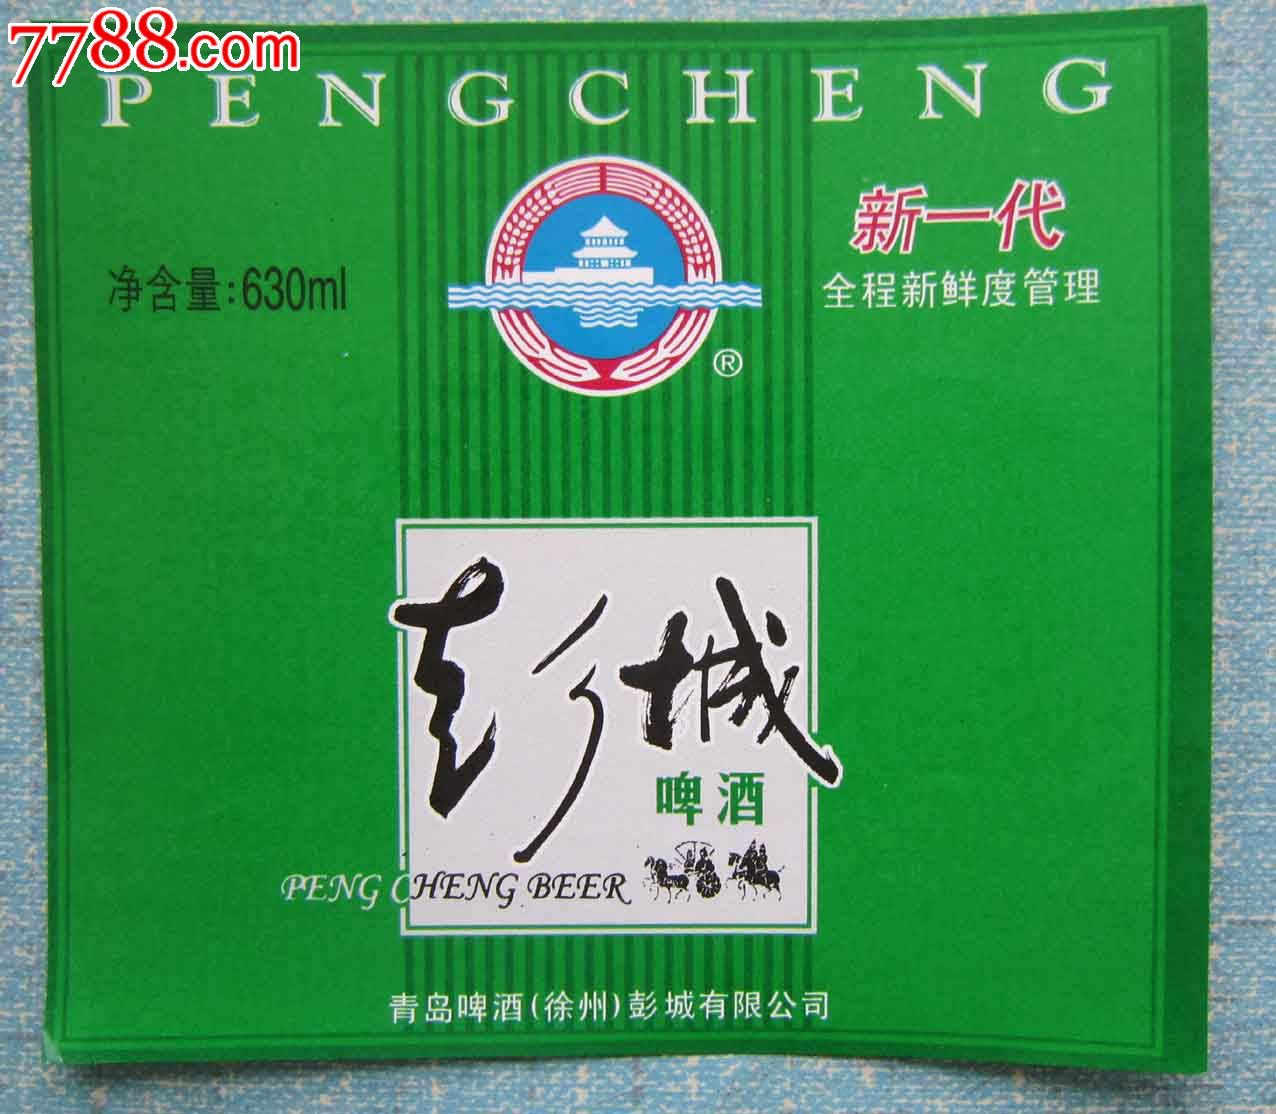 7788.com
PENGCHENG
新一代
净含量:630ml
全程新鲜度管理
®
彭城
啤酒
PENG CHENG BEER
青岛啤酒(徐州)彭城有限公司